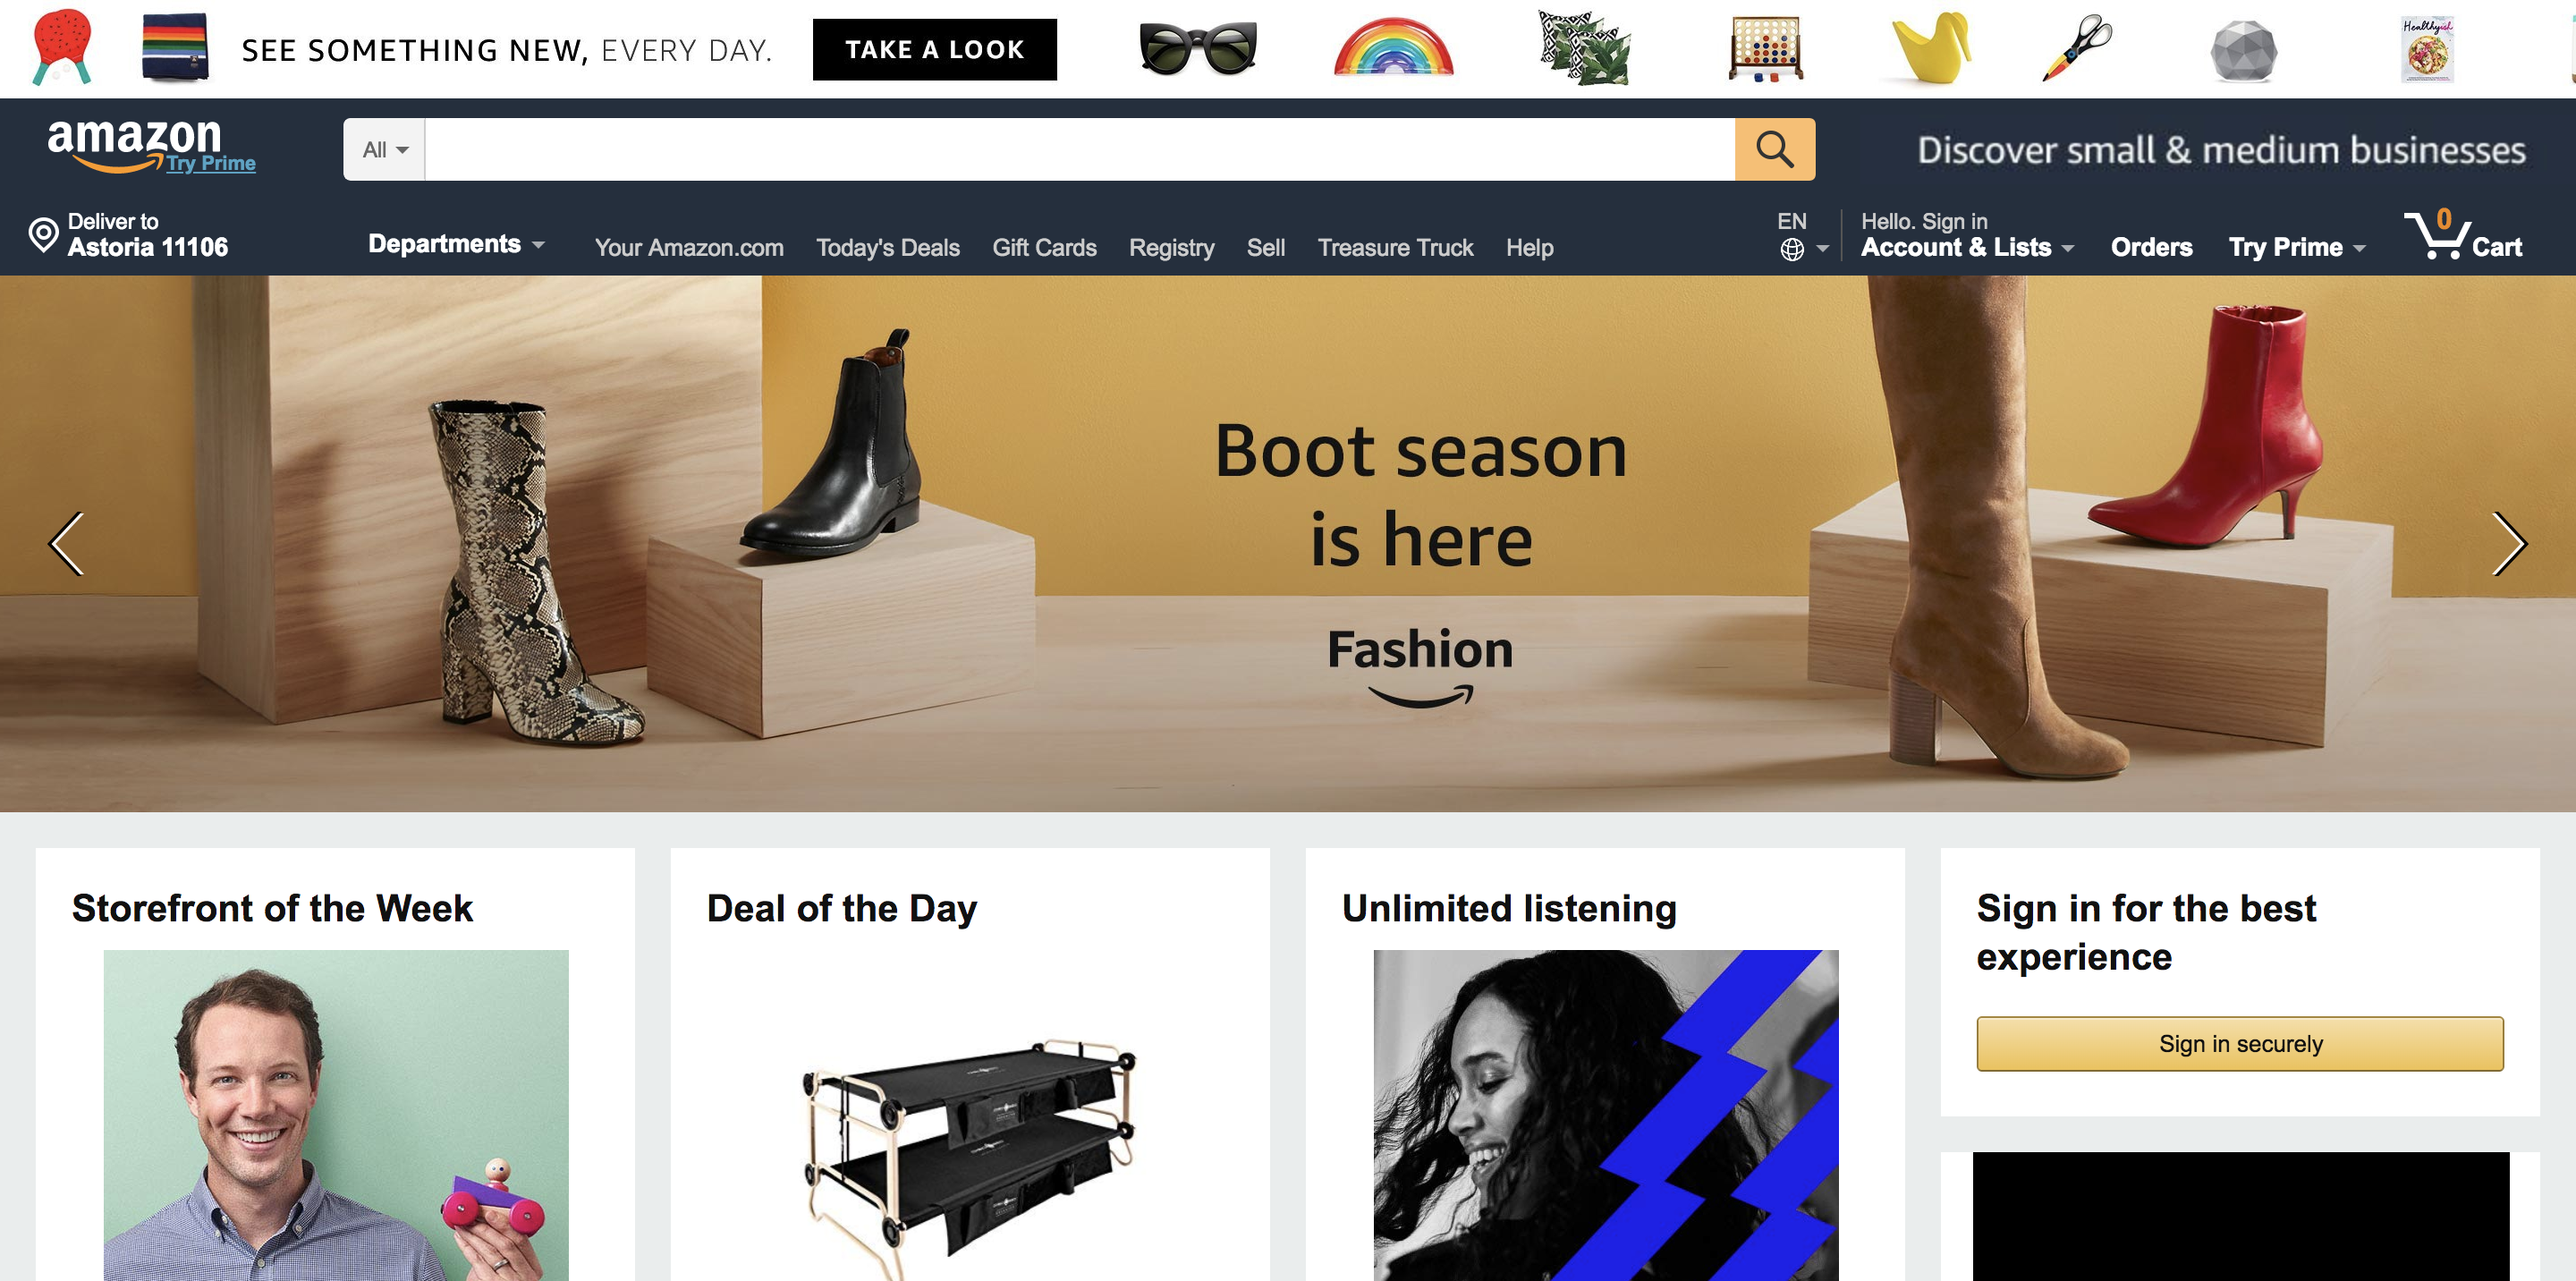 SEE SOMETHING NEW, EVERY DAY.
TAKE A LOOK
Healthyish
amazon
Try Prime
All
Discover small & medium businesses
Deliver to
Astoria 11106
Departments
Your Amazon.com
Today's Deals
Gift Cards
Registry
Sell
Treasure Truck
Help
EN
Hello. Sign in
Account & Lists
Orders
Try Prime
0
Cart
Boot season
is here
Fashion
Storefront of the Week
Deal of the Day
Unlimited listening
Sign in for the best
experience
Sign in securely